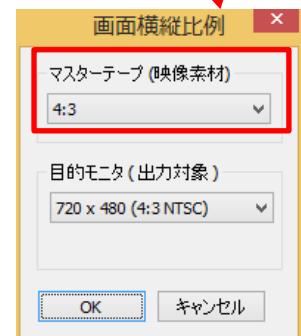 画面横縦比例
マスターテープ (映像素材)
4:3
目的モニタ ( 出力対象 )
720 x 480 (4:3 NTSC)
OK
キャンセル